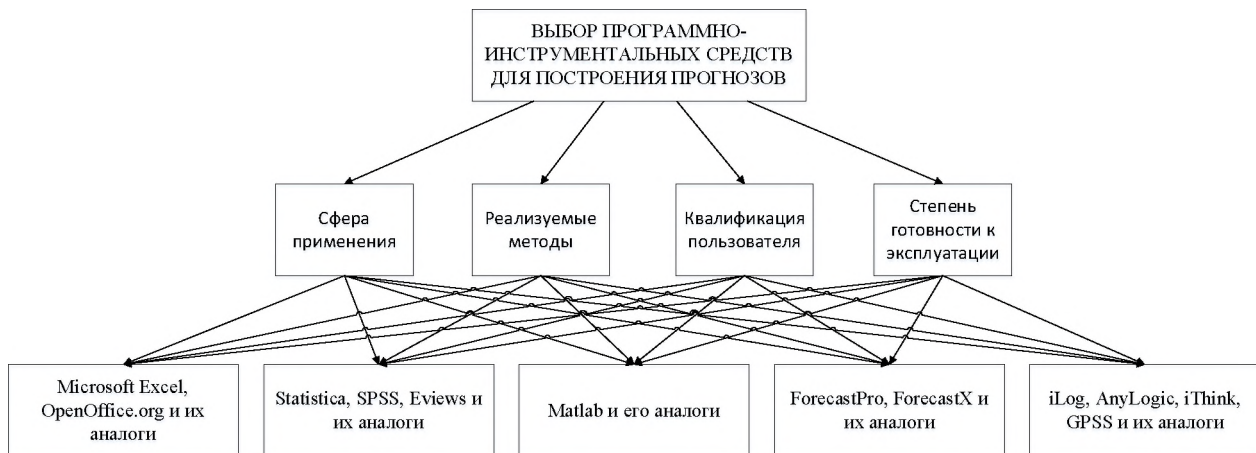 ВЫБОР ПРОГРАММНО-
ИНСТРУМЕНТАЛЬНЫХ СРЕДСТВ
ДЛЯ ПОСТРОЕНИЯ ПРОГНОЗОВ
Сфера
применения
Реализуемые
методы
Квалификация
пользователя
Степень
готовности к
эксплуатации
Microsoft Excel,
OpenOffice.org и их
аналоги
Statistica, SPSS, Eviews и
их аналоги
Matlab и его аналоги
ForecastPro, ForecastX и
их аналоги
iLog, AnyLogic, iThink,
GPSS и их аналоги